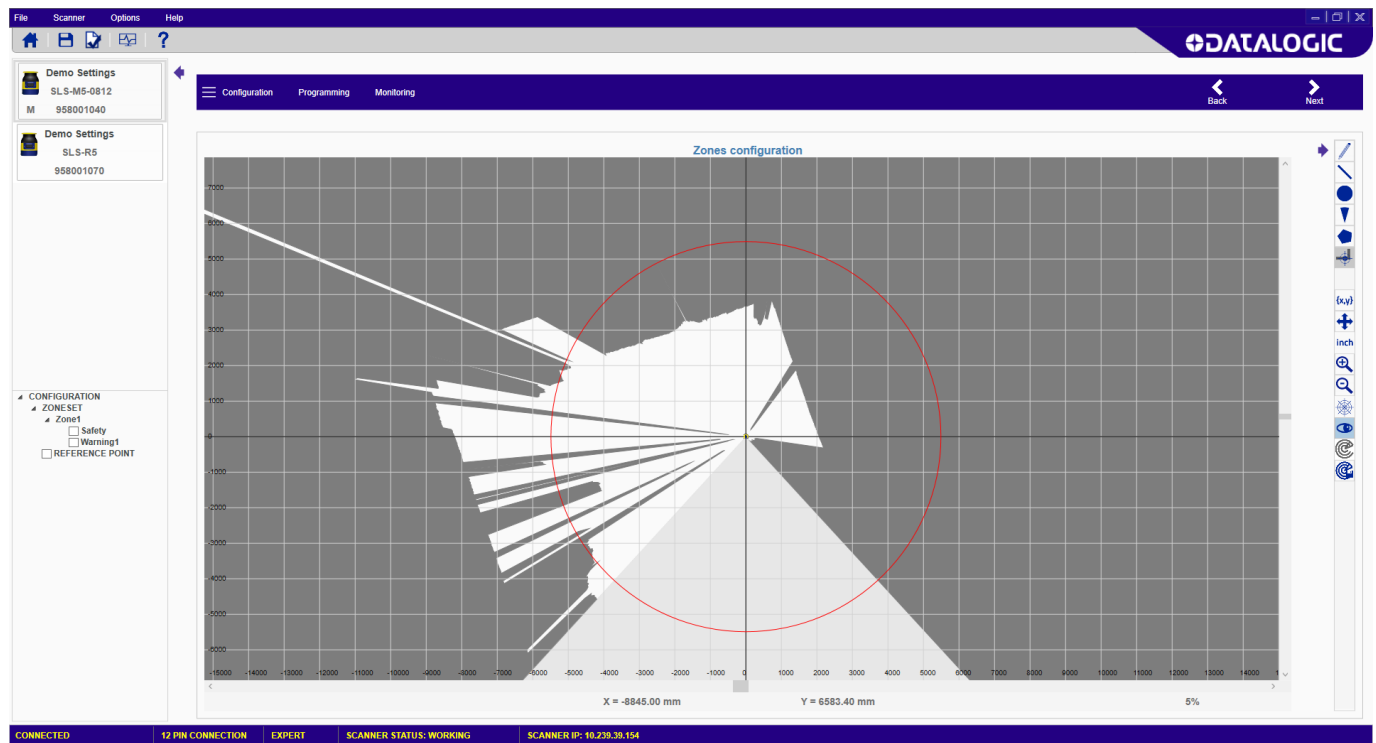 File Scanner Options Help
DATALOGIC
Demo Settings
SLS-M5-0812
M 958001040
Demo Settings
SLS-R5
958001070
Configuration Programming Monitoring
Back
Next
Zones configuration
7000
6000
5000
4000
3000
2000
1000
0
-1000
-2000
-3000
-4000
-5000
-6000
-15000 -14000 -13000 -12000 -11000 -10000 -9000 -8000 -7000 -6000 -5000 -4000 -3000 -2000 -1000 0 1000 2000 3000 4000 5000 6000 7000 8000 9000 10000 11000 12000 13000 14000 1
{x,y}
inch
CONFIGURATION
ZONESET
Zone1
Safety
Warning1
REFERENCE POINT
X = -8845.00 mm Y = 6583.40 mm 5%
CONNECTED 12 PIN CONNECTION EXPERT SCANNER STATUS: WORKING SCANNER IP: 10.239.39.154